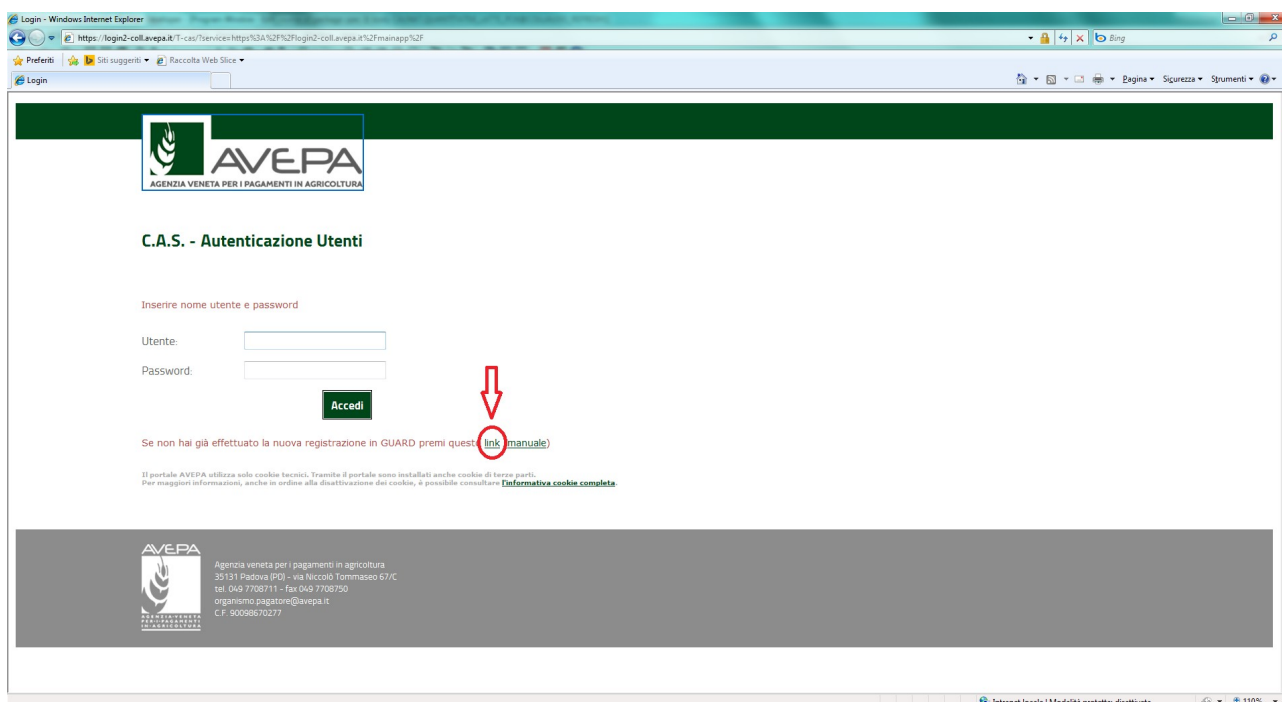 Login - Windows Internet Explorer
https://login2-coll.avepa.it/T-cas/?service=https%3A%2F%2Flogin2-coll.avepa.it%2Fmainapp%2F
Bing
Preferiti Siti suggeriti Raccolta Web Slice
Login
Pagina Sicurezza Strumenti
AVEPA
AGENZIA VENETA PER I PAGAMENTI IN AGRICOLTURA
C.A.S. - Autenticazione Utenti
Inserire nome utente e password
Utente:
Password:
Accedi
Se non hai già effettuato la nuova registrazione in GUARD premi questo link (manuale)
Il portale AVEPA utilizza solo cookie tecnici. Tramite il portale sono installati anche cookie di terze parti.
Per maggiori informazioni, anche in ordine alla disattivazione dei cookie, è possibile consultare l'informativa cookie completa.
AVEPA
AGENZIA·VENETA
PER·I·PAGAMENTI
IN·AGRICOLTURA
Agenzia veneta per i pagamenti in agricoltura
35131 Padova (PD) - via Niccolò Tommaseo 67/C
tel. 049 7708711 - fax 049 7708750
organismo.pagatore@avepa.it
C.F. 90098670277